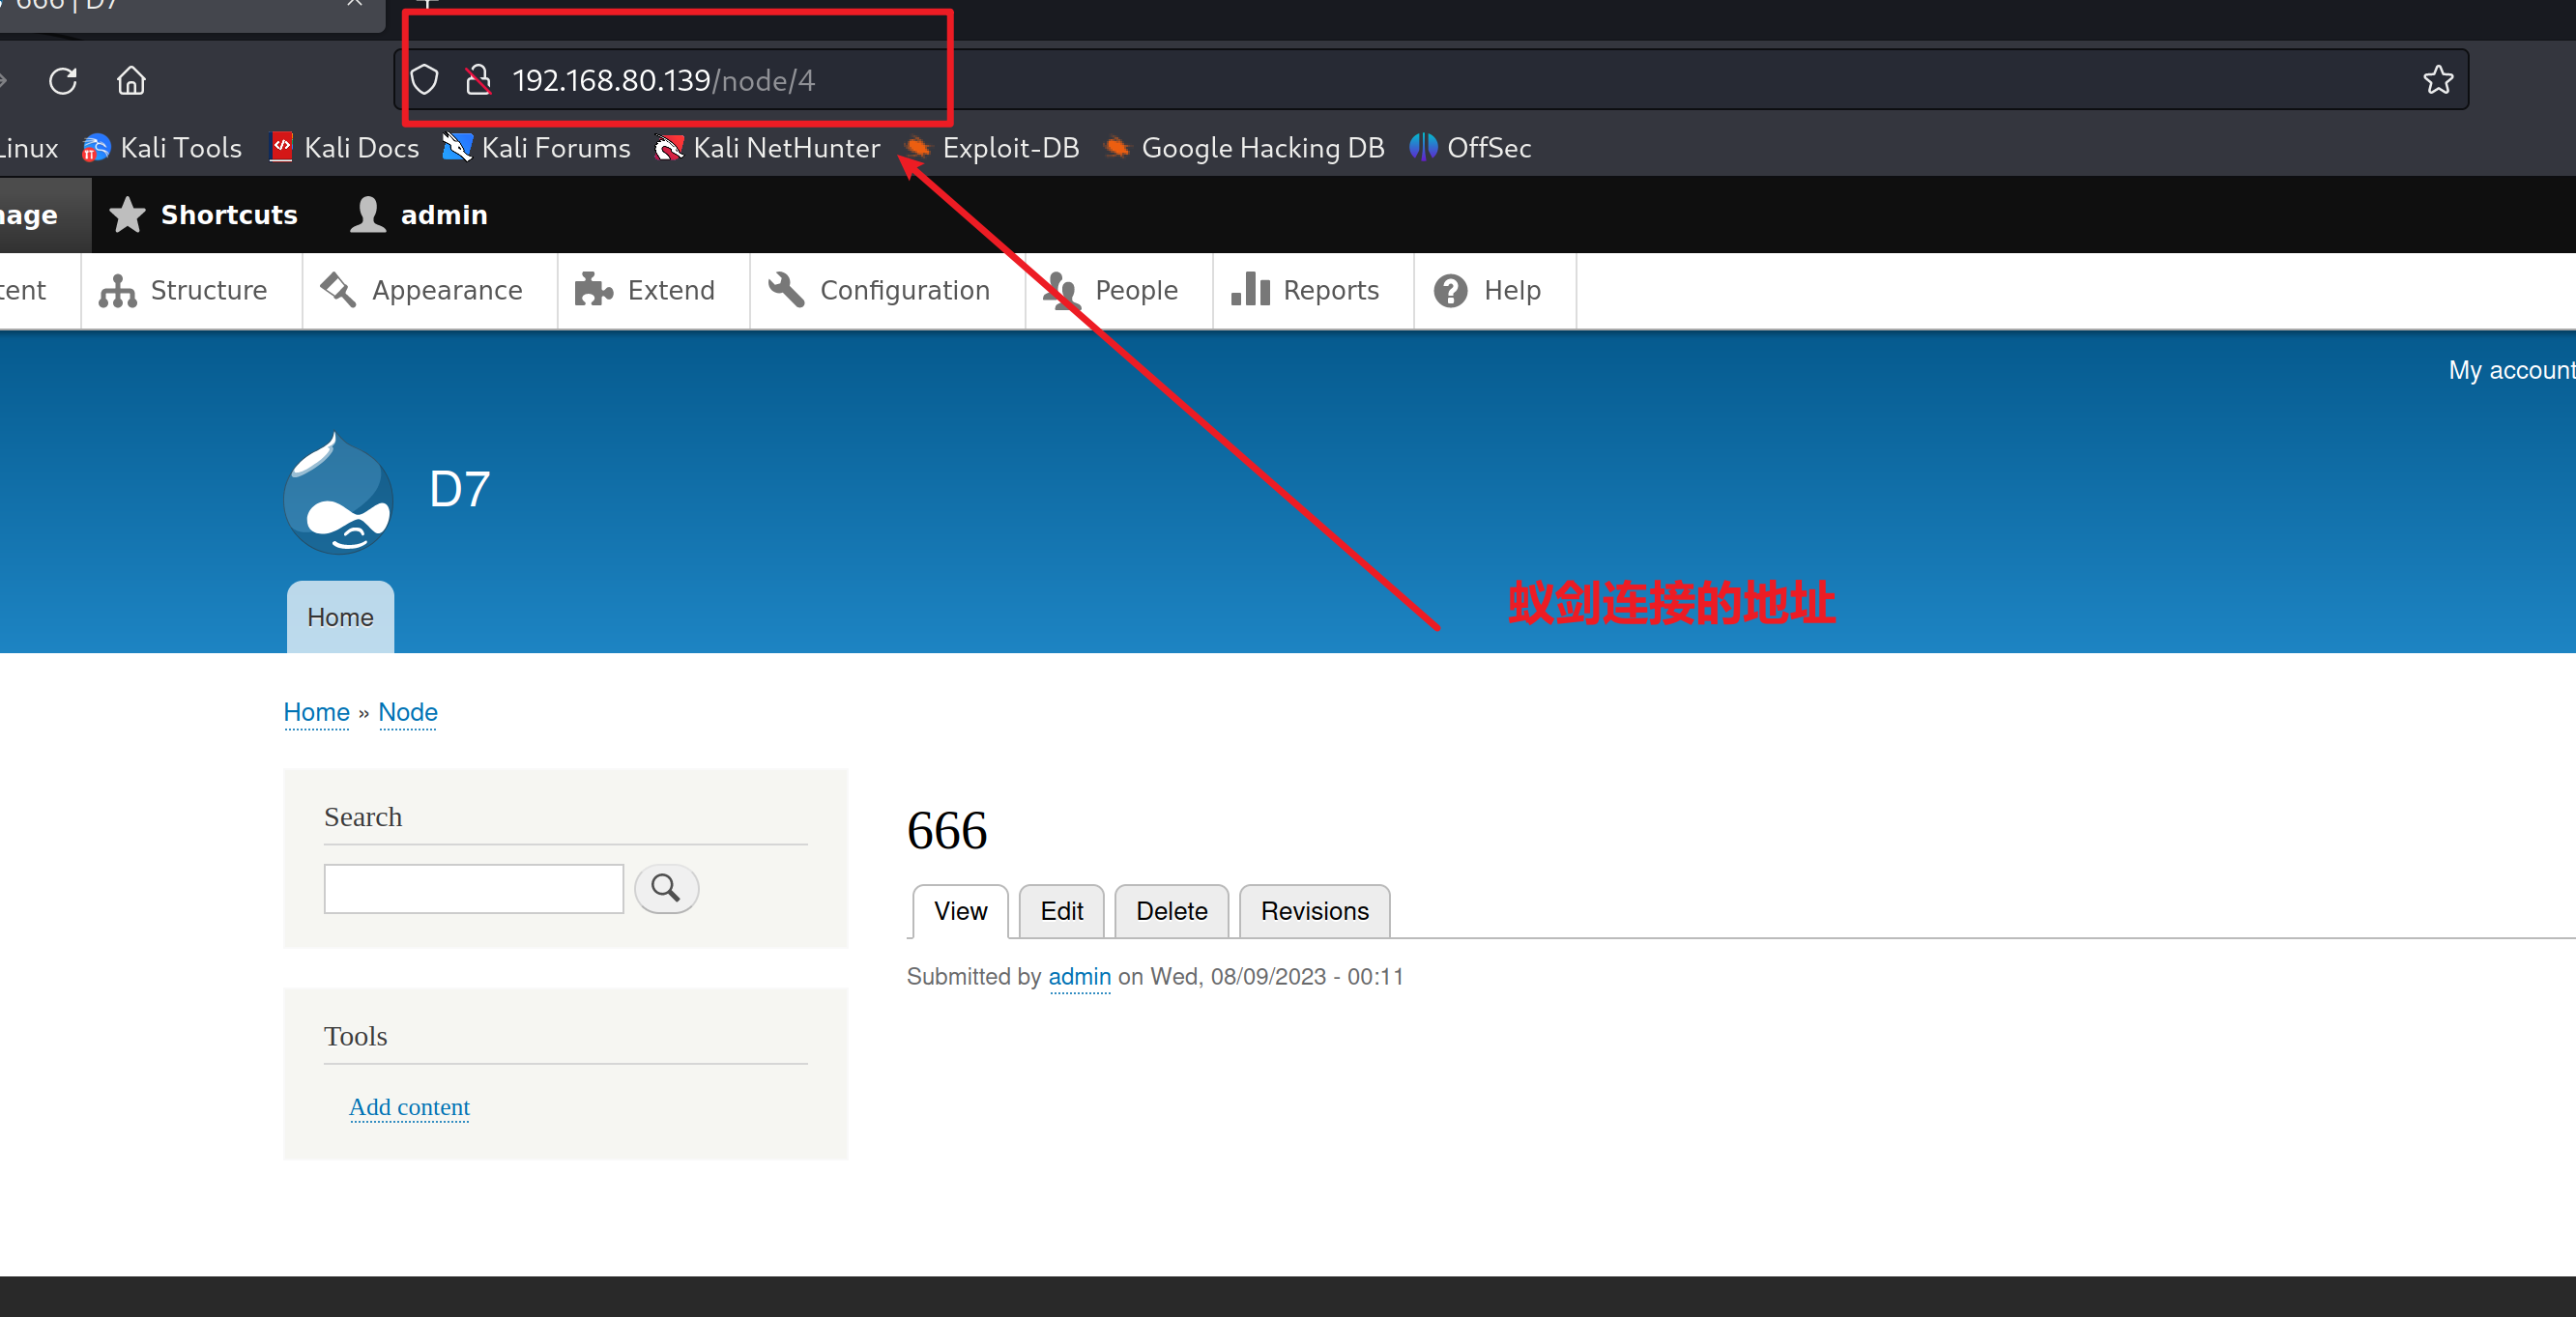 666 | D7
192.168.80.139/node/4
Linux Kali Tools Kali Docs Kali Forums Kali NetHunter Exploit-DB Google Hacking DB OffSec
nage Shortcuts admin
tent Structure Appearance Extend Configuration People Reports Help
My account
D7
蚁剑连接的地址
Home
Home » Node
Search
666
View Edit Delete Revisions
Submitted by admin on Wed, 08/09/2023 - 00:11
Tools
Add content